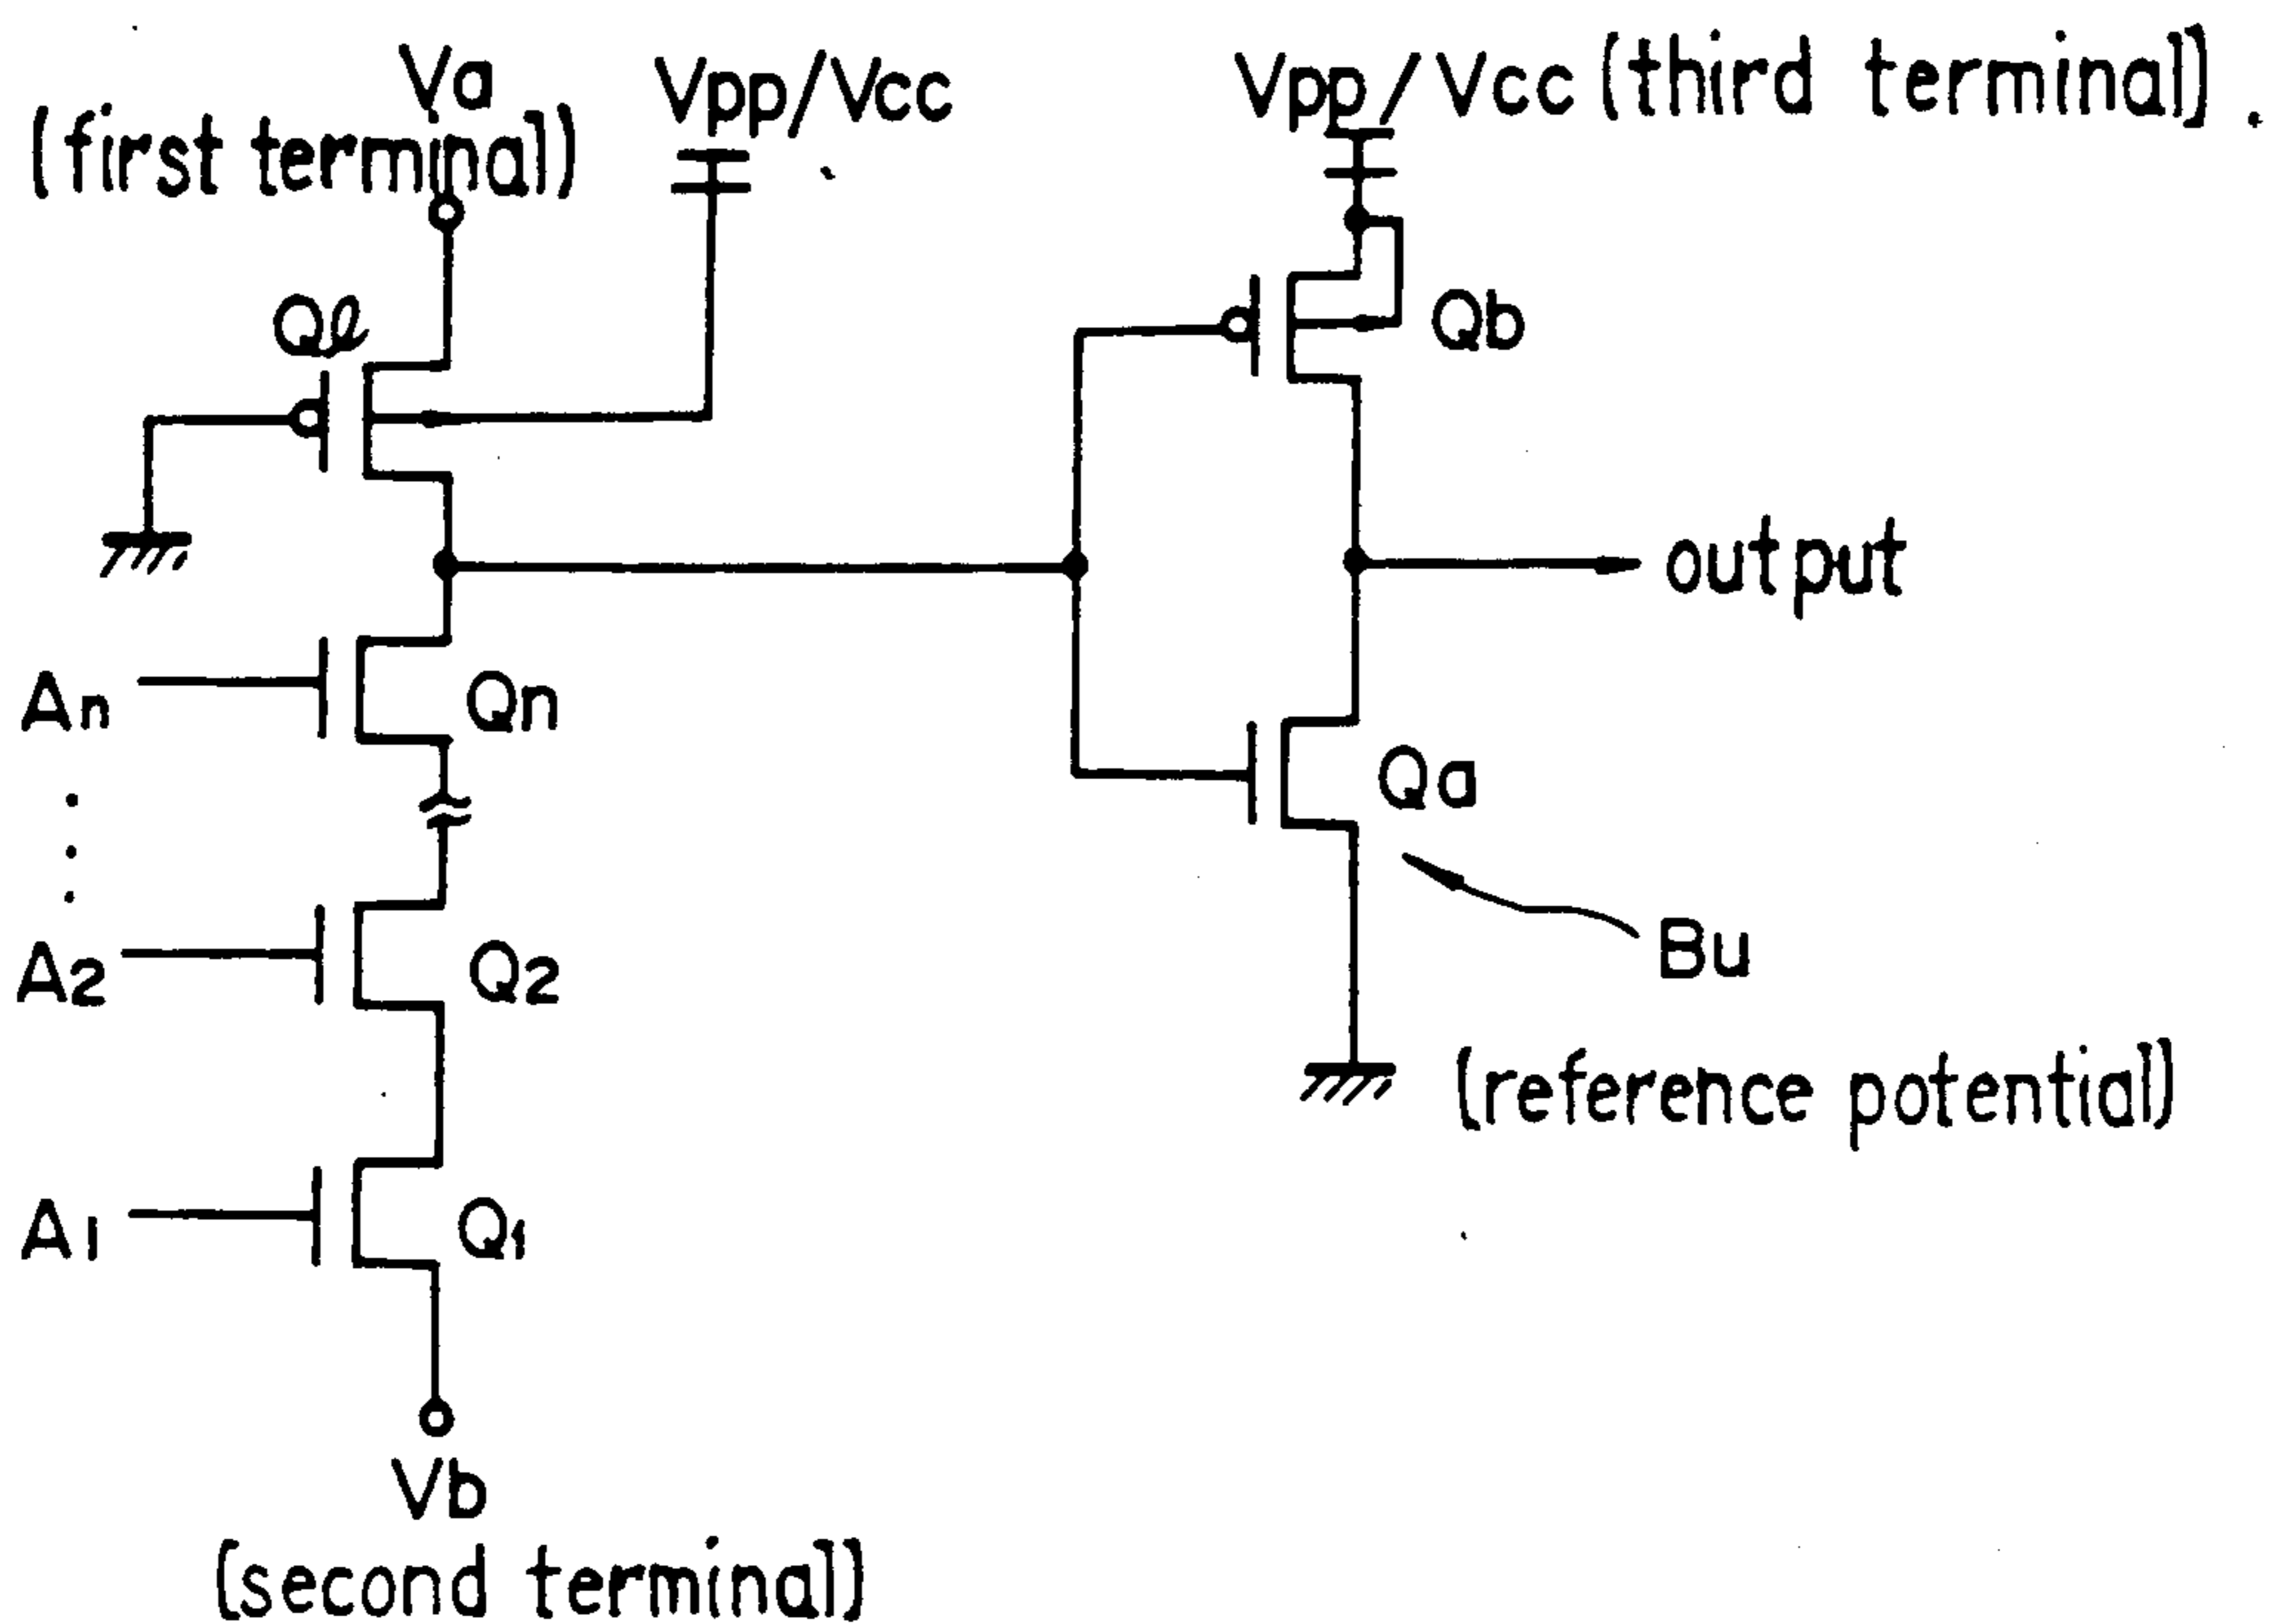 Va
(first terminal)
Vpp/Vcc
Vpp/Vcc (third terminal)
Qℓ
Qb
output
An
Qn
Qa
A2
Q2
Bu
(reference potential)
A1
Q1
Vb
(second terminal)